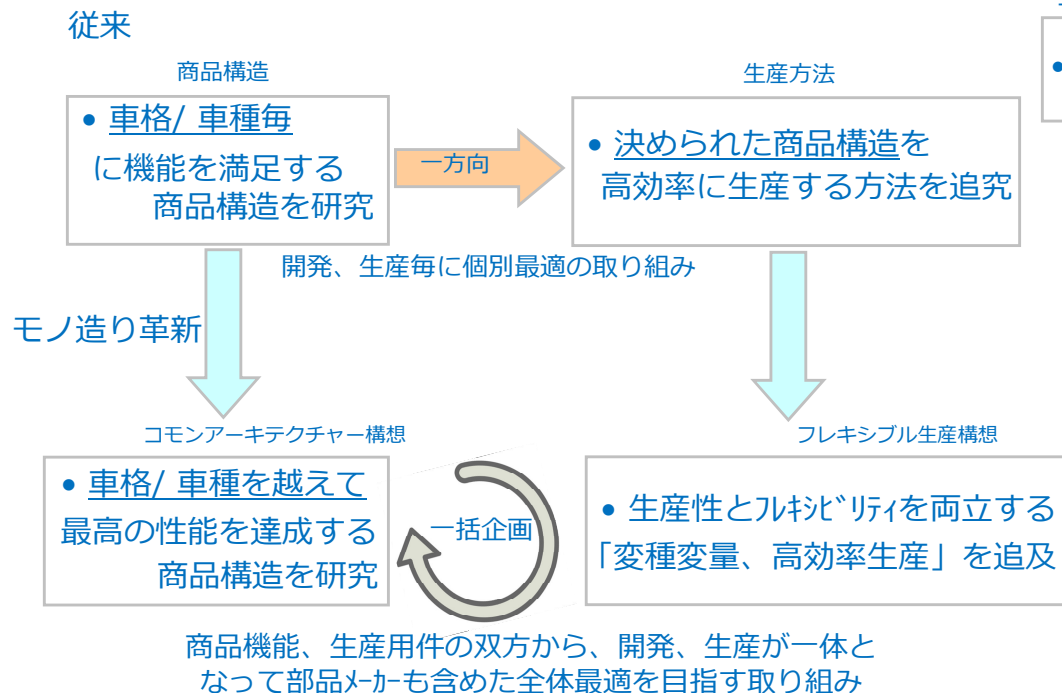 従来
商品構造
生産方法
• 車格/ 車種毎
に機能を満足する
商品構造を研究
一方向
• 決められた商品構造を
高効率に生産する方法を追究
•
開発、生産毎に個別最適の取り組み
モノ造り革新
コモンアーキテクチャー構想
フレキシブル生産構想
• 車格/ 車種を越えて
最高の性能を達成する
商品構造を研究
一括企画
• 生産性とﾌﾚｷｼﾋﾞﾘﾃｨを両立する
「変種変量、高効率生産」を追及
商品機能、生産用件の双方から、開発、生産が一体と
なって部品ﾒｰｶｰも含めた全体最適を目指す取り組み